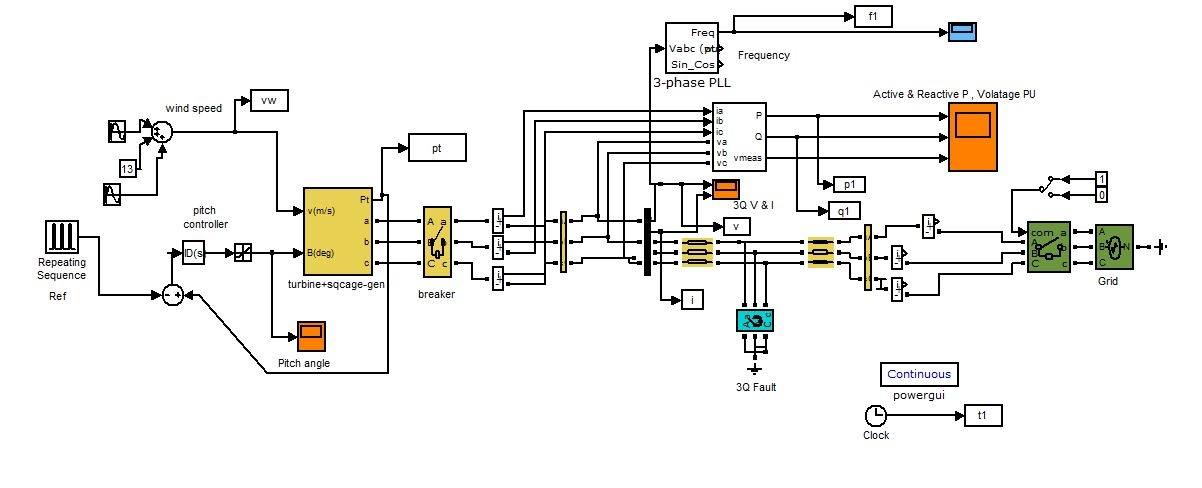 f1
Freq
Vabc (pu)
Sin_Cos
Frequency
3-phase PLL
Active & Reactive P , Volatage PU
wind speed
vw
13
pt
ia
ib
ic
va
vb
vc
P
Q
vmeas
p1
q1
3Q V & I
v
i
pitch
controller
Repeating
Sequence
Ref
v(m/s)
B(deg)
Pt
a
b
c
turbine+sqcage-gen
A a
B b
C c
breaker
Pitch angle
3Q Fault
1
0
com a
A
B b
C c
A
B N
C
Grid
Continuous
powergui
Clock
t1